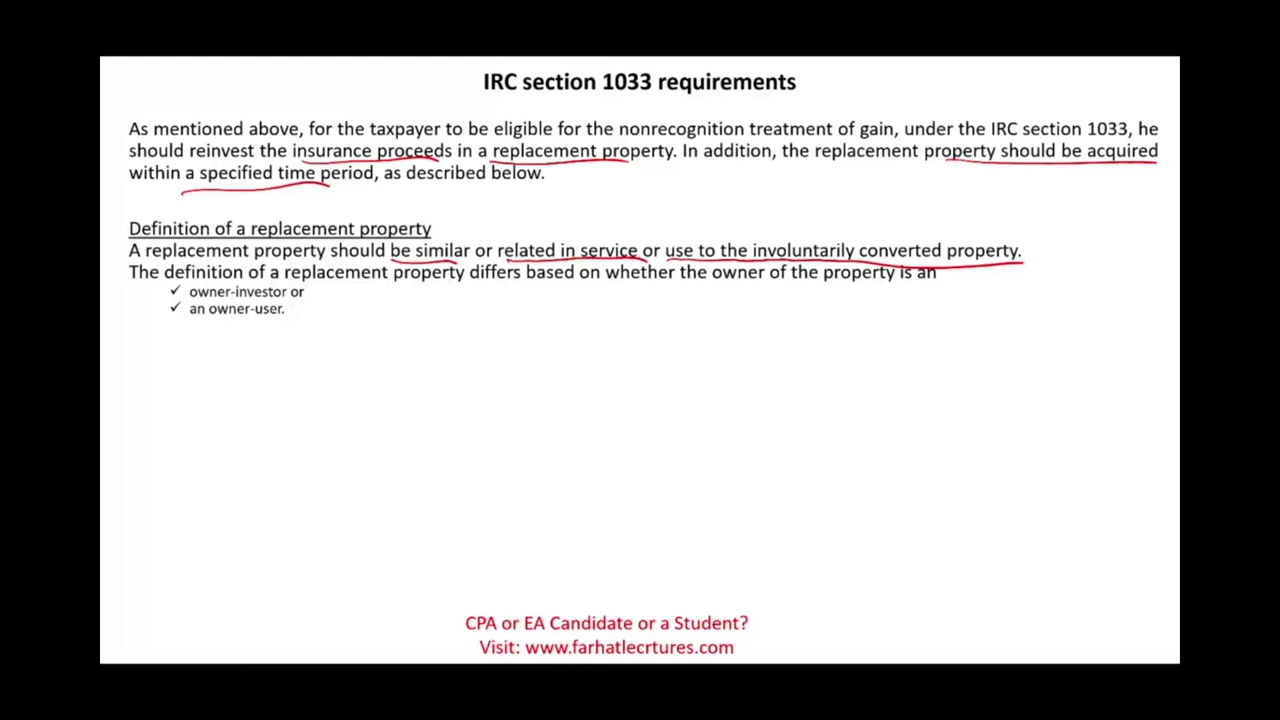 IRC section 1033 requirements
As mentioned above, for the taxpayer to be eligible for the nonrecognition treatment of gain, under the IRC section 1033, he
should reinvest the insurance proceeds in a replacement property. In addition, the replacement property should be acquired
within a specified time period, as described below.
Definition of a replacement property
A replacement property should be similar or related in service or use to the involuntarily converted property.
The definition of a replacement property differs based on whether the owner of the property is an
✓ owner-investor or
✓ an owner-user.
CPA or EA Candidate or a Student?
Visit: www.farhatlecrtures.com